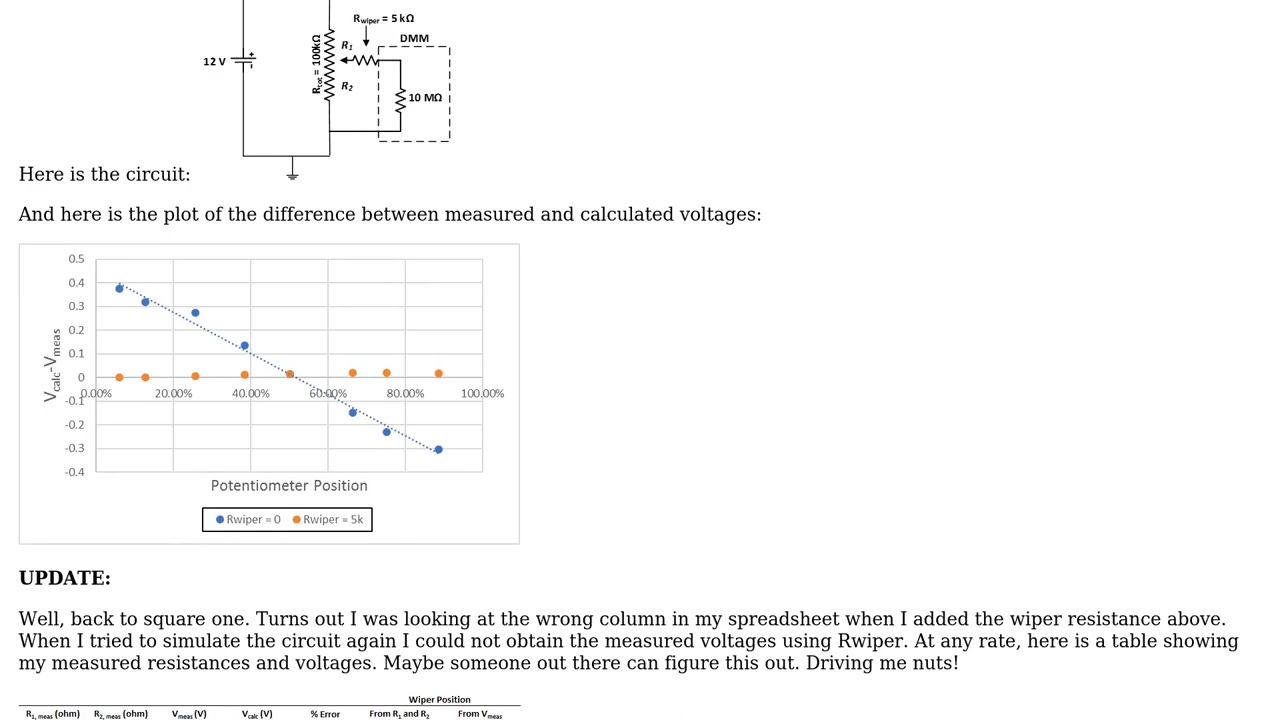 Rwiper = 5 kΩ
DMM
R1
12 V
Rtot = 100kΩ
R2
10 MΩ
Here is the circuit:
And here is the plot of the difference between measured and calculated voltages:
0.5
0.4
0.3
0.2
0.1
0
-0.1
-0.2
-0.3
-0.4
Vcalc-Vmeas
0.00% 20.00% 40.00% 60.00% 80.00% 100.00%
Potentiometer Position
Rwiper = 0 Rwiper = 5k
UPDATE:
Well, back to square one. Turns out I was looking at the wrong column in my spreadsheet when I added the wiper resistance above.
When I tried to simulate the circuit again I could not obtain the measured voltages using Rwiper. At any rate, here is a table showing
my measured resistances and voltages. Maybe someone out there can figure this out. Driving me nuts!
Wiper Position
R1, meas (ohm) R2, meas (ohm) Vmeas (V) Vcalc (V) % Error From R1 and R2 From Vmeas